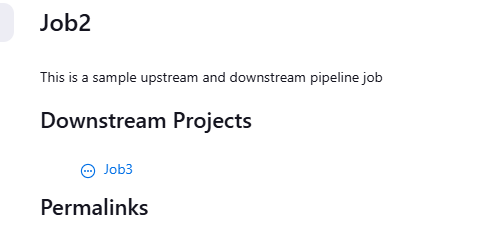 Job2
This is a sample upstream and downstream pipeline job
Downstream Projects
Job3
Permalinks